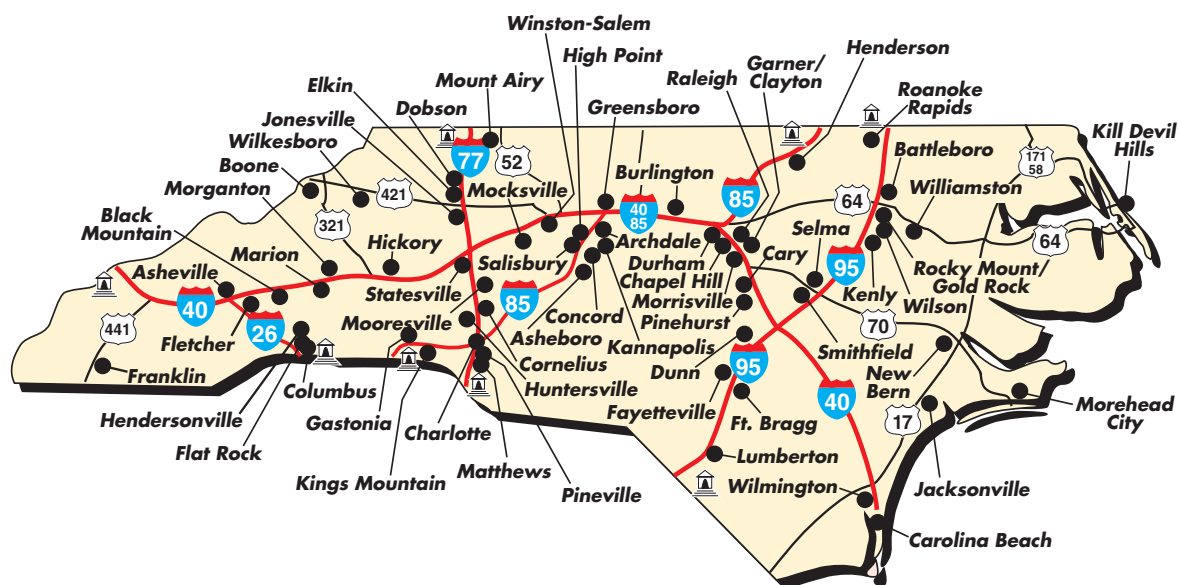 Winston-Salem
High Point
Henderson
Garner/
Clayton
Raleigh
Mount Airy
Elkin
Dobson
Greensboro
Roanoke
Rapids
Jonesville
Wilkesboro
Boone
Morganton
Kill Devil
Hills
77
52
Battleboro
171
58
421
Mocksville
Burlington
85
Williamston
64
40
85
321
Black
Mountain
Hickory
Archdale
Selma
64
Marion
Salisbury
Durham
Cary
Asheville
Chapel Hill
95
Rocky Mount/
Gold Rock
Statesville
85
Morrisville
Kenly
Wilson
40
441
26
Mooresville
Concord
Pinehurst
70
Fletcher
Asheboro
Kannapolis
Smithfield
Cornelius
Dunn
95
New
Bern
Franklin
Columbus
Huntersville
Hendersonville
Gastonia
Fayetteville
40
17
Morehead
City
Ft. Bragg
Charlotte
Flat Rock
Lumberton
Matthews
Kings Mountain
Wilmington
Jacksonville
Pineville
Carolina Beach